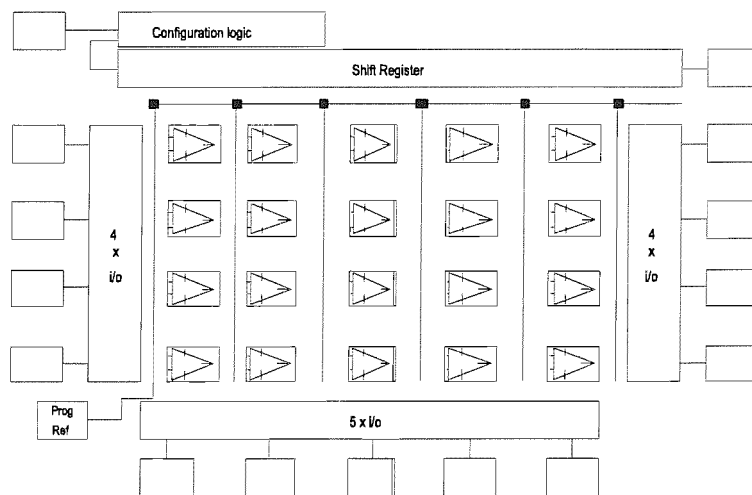 Configuration logic
Shift Register
4
x
i/o
4
x
i/o
Prog
Ref
5 x I/o